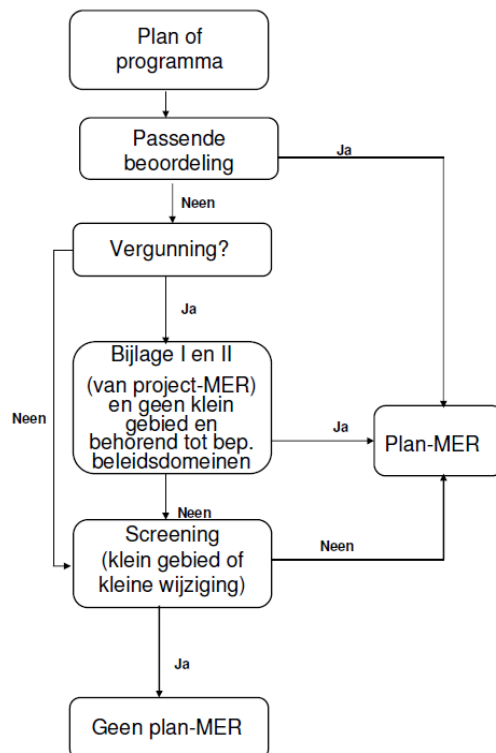 Plan of
programma
Passende
beoordeling
Ja
Neen
Vergunning?
Ja
Bijlage I en II
(van project-MER)
en geen klein
gebied en
behorend tot bep.
beleidsdomeinen
Neen
Ja
Plan-MER
Neen
Screening
(klein gebied of
kleine wijziging)
Neen
Ja
Geen plan-MER